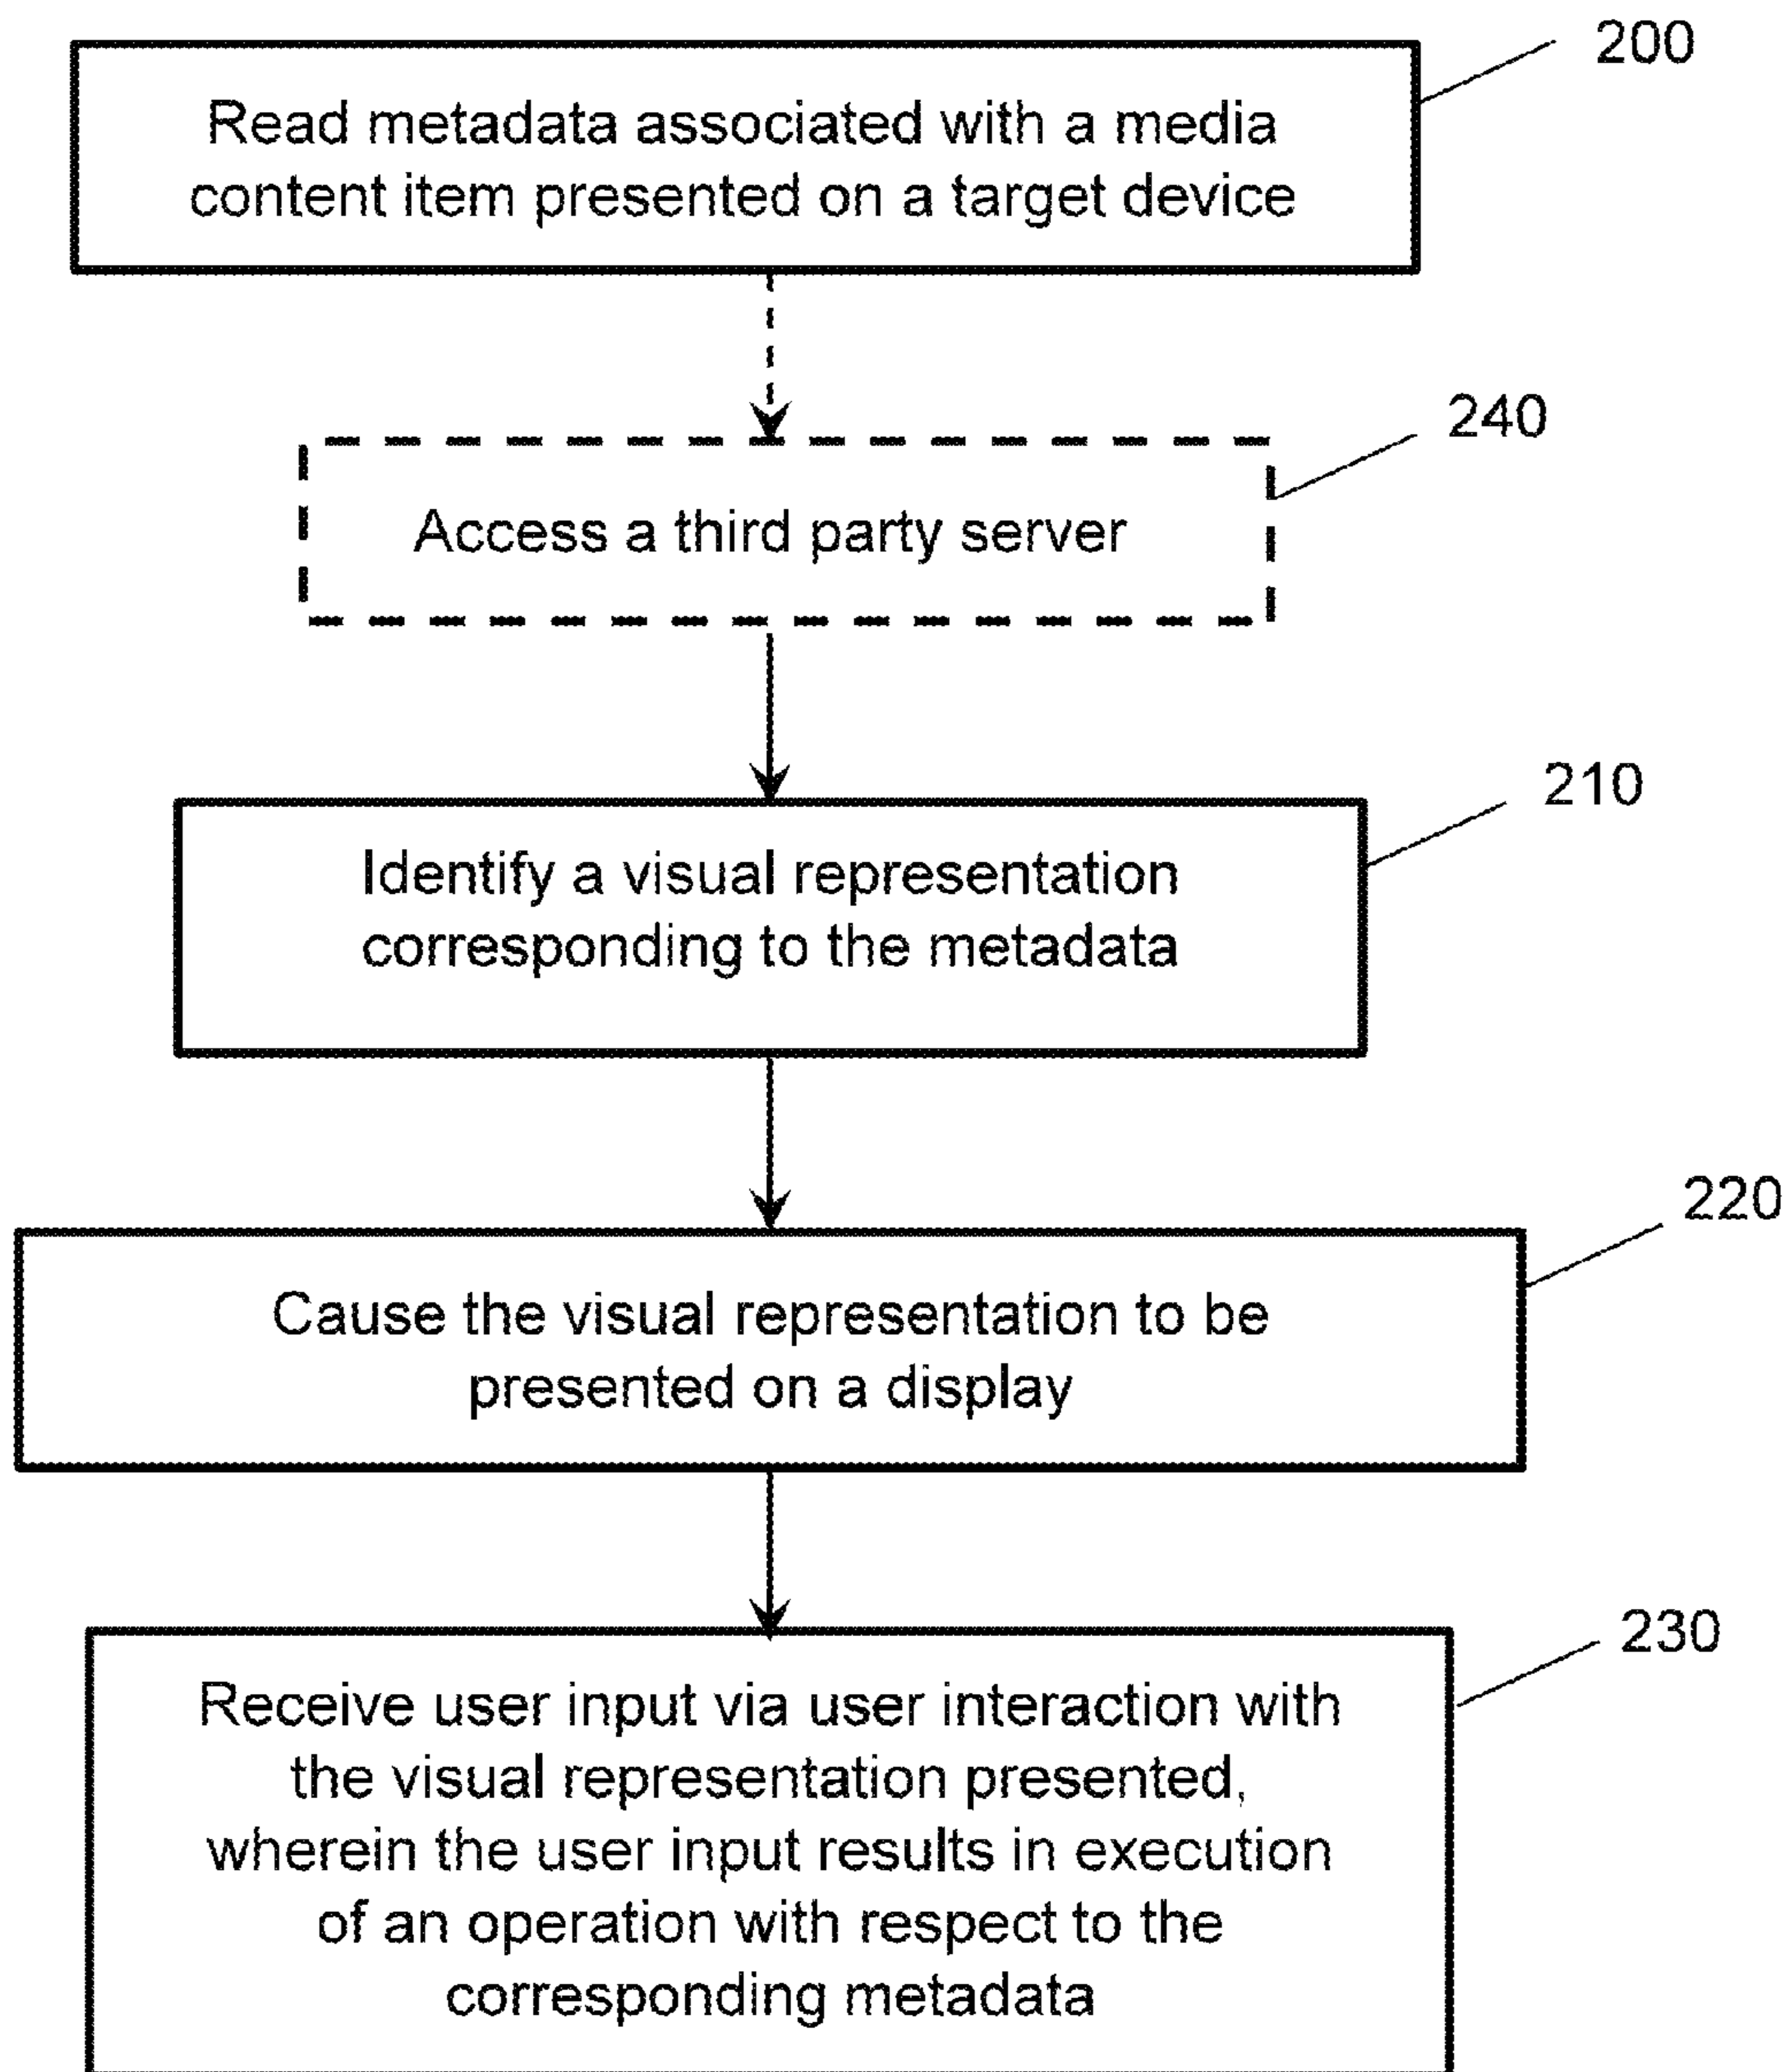 200
Read metadata associated with a media
content item presented on a target device
240
Access a third party server
210
Identify a visual representation
corresponding to the metadata
220
Cause the visual representation to be
presented on a display
230
Receive user input via user interaction with
the visual representation presented,
wherein the user input results in execution
of an operation with respect to the
corresponding metadata